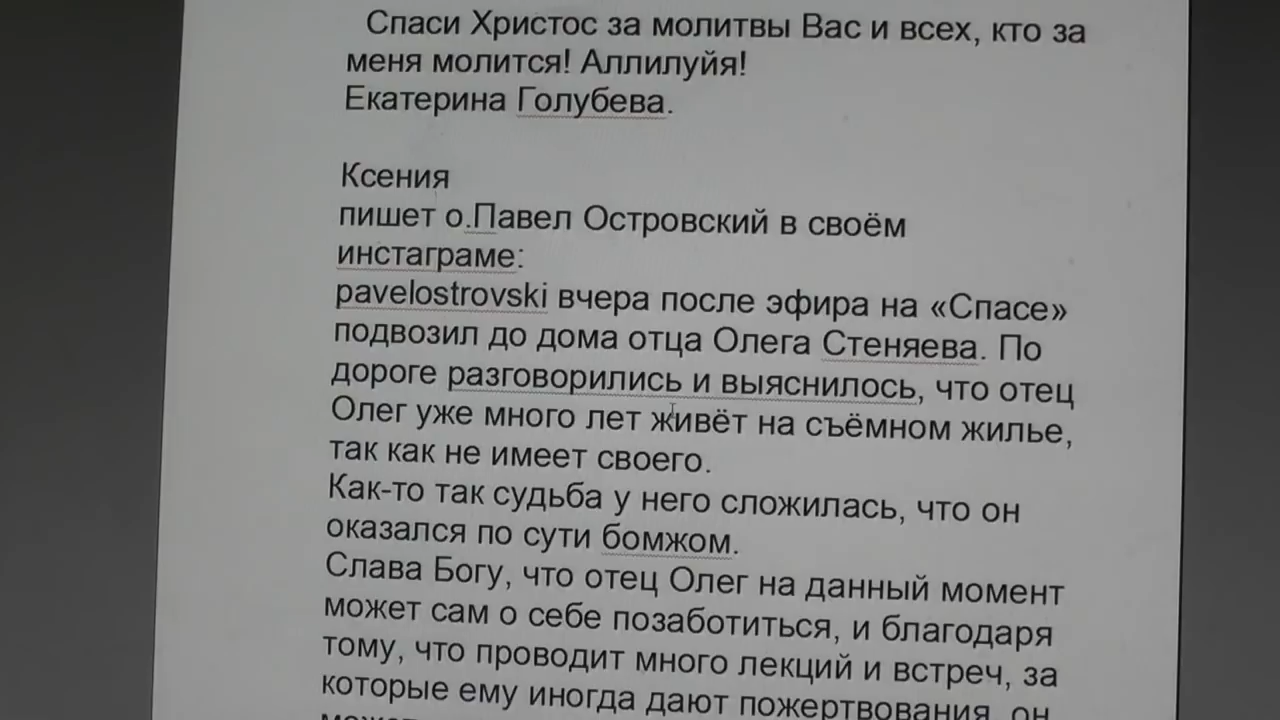 Спаси Христос за молитвы Вас и всех, кто за
меня молится! Аллилуйя!
Екатерина Голубева.
Ксения
пишет о.Павел Островский в своём
инстаграме:
pavelostrovski вчера после эфира на «Спасе»
подвозил до дома отца Олега Стеняева. По
дороге разговорились и выяснилось, что отец
Олег уже много лет живёт на съёмном жилье,
так как не имеет своего.
Как-то так судьба у него сложилась, что он
оказался по сути бомжом.
Слава Богу, что отец Олег на данный момент
может сам о себе позаботиться, и благодаря
тому, что проводит много лекций и встреч, за
которые ему иногда дают пожертвования, он